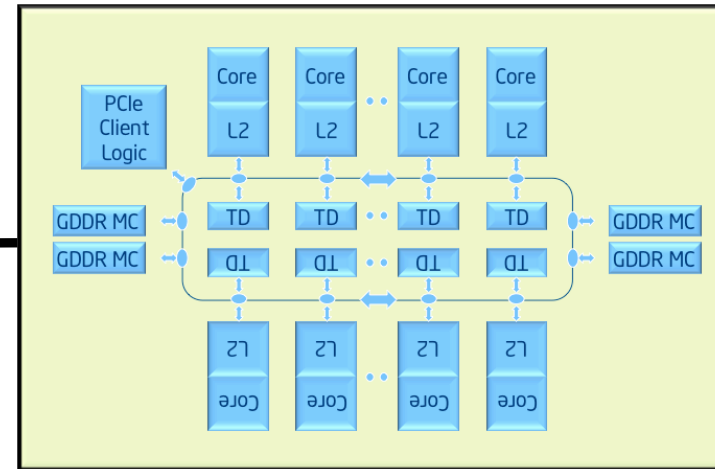 Core Core Core Core
PCIe
Client
Logic
L2 L2 L2 L2
GDDR MC TD TD TD TD GDDR MC
GDDR MC TD TD TD TD GDDR MC
L2 L2 L2 L2
Core Core Core Core